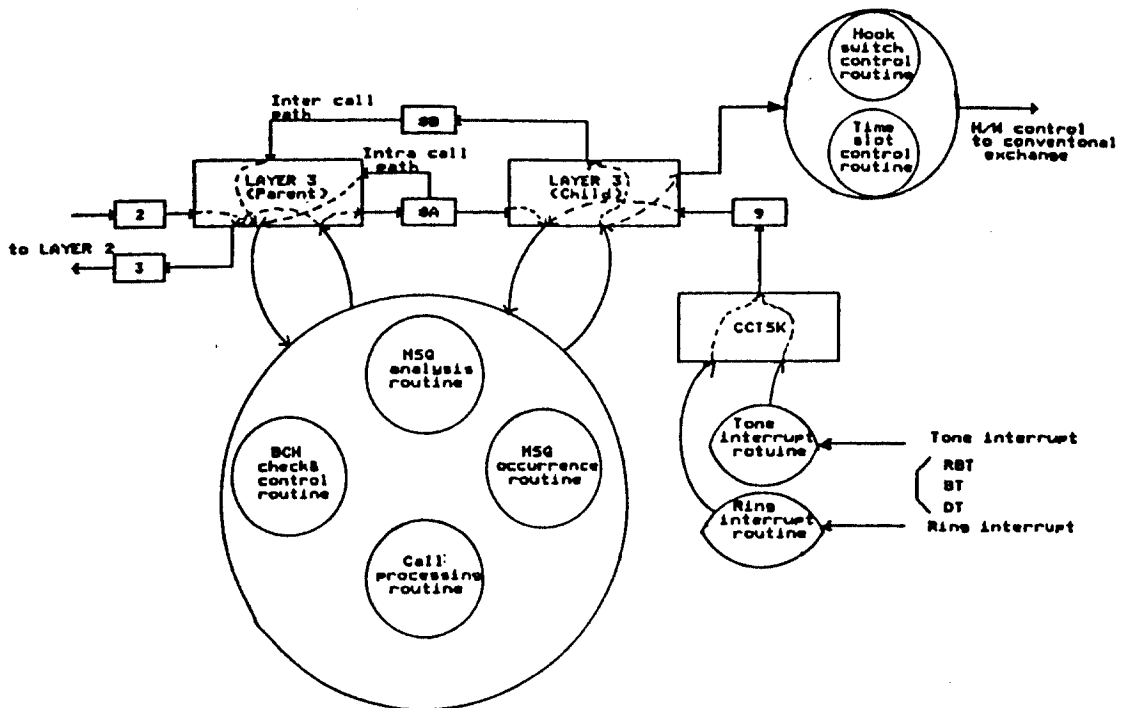 Hook
switch
control
routine
Time
slot
control
routine
H/W control
to conventonal
exchange
Inter call
path
8B
Intra call
path
LAYER 3
(Parent)
LAYER 3
(Child)
2
8A
9
to LAYER 2
3
CCTSK
MSG
analysis
routine
BCH
check&
control
routine
MSG
occurrence
routine
Call
processing
routine
Tone
interrupt
rotuine
Tone interrupt
RBT
BT
DT
Ring
interrupt
routine
Ring interrupt